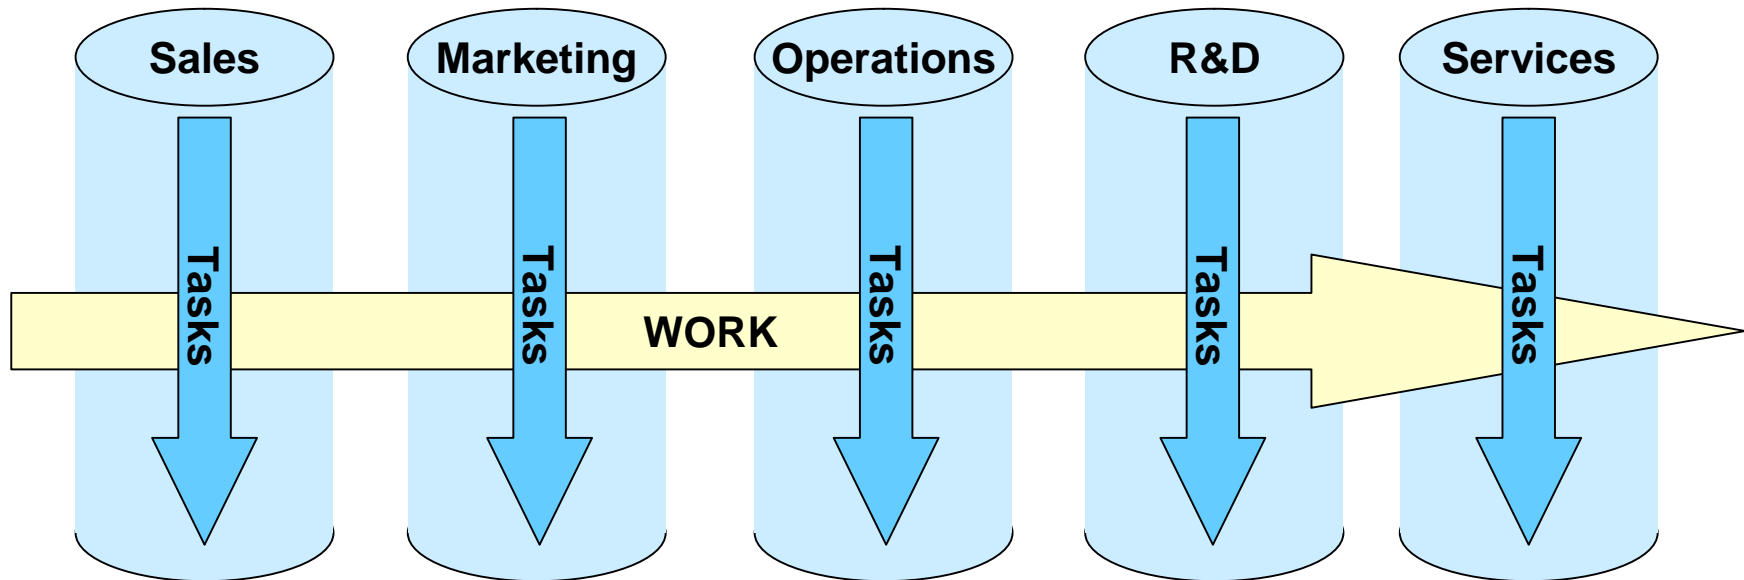 Sales
Marketing
Operations
R&D
Services
Tasks
Tasks
Tasks
Tasks
Tasks
WORK